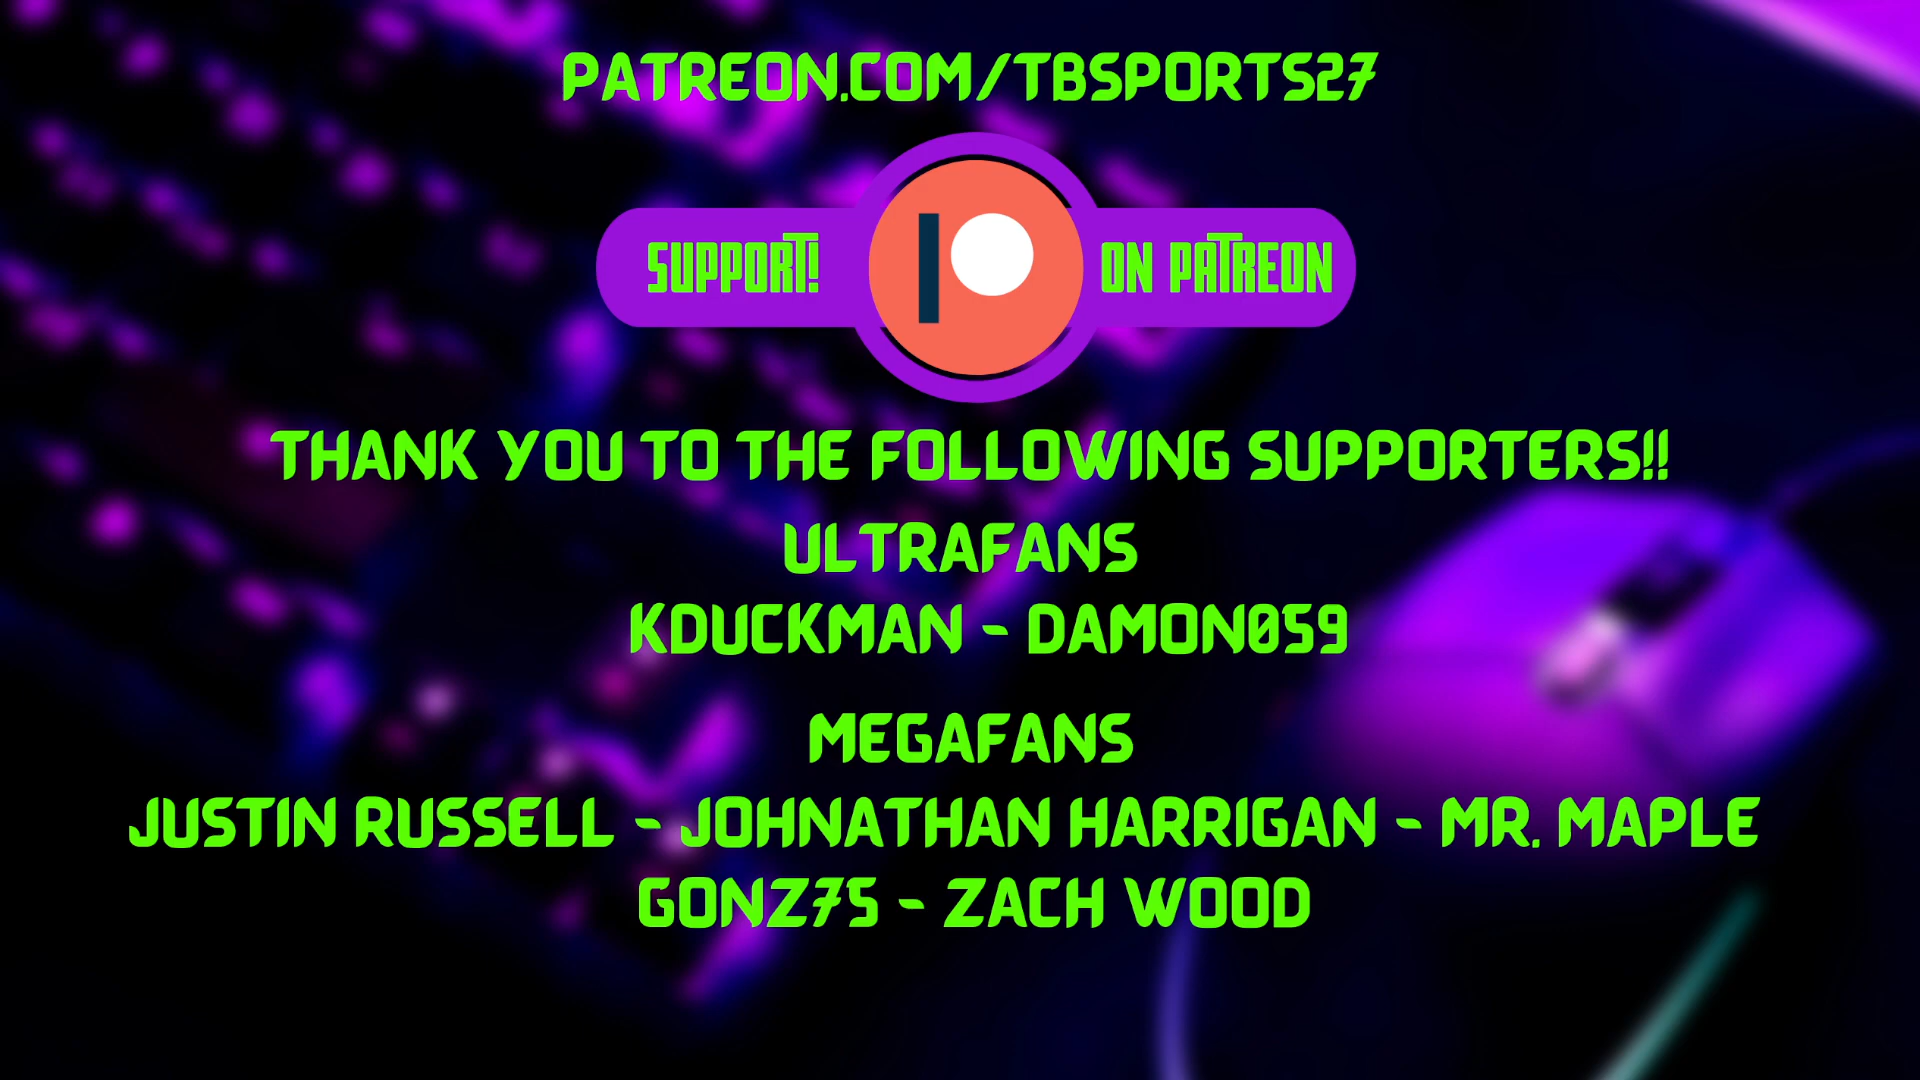 PATREON.COM/TBSPORTS27
SUPPORT! ON PATREON
THANK YOU TO THE FOLLOWING SUPPORTERS!!
ULTRAFANS
KDUCKMAN - DAMON059
MEGAFANS
JUSTIN RUSSELL - JOHNATHAN HARRIGAN - MR. MAPLE
GONZ75 - ZACH WOOD